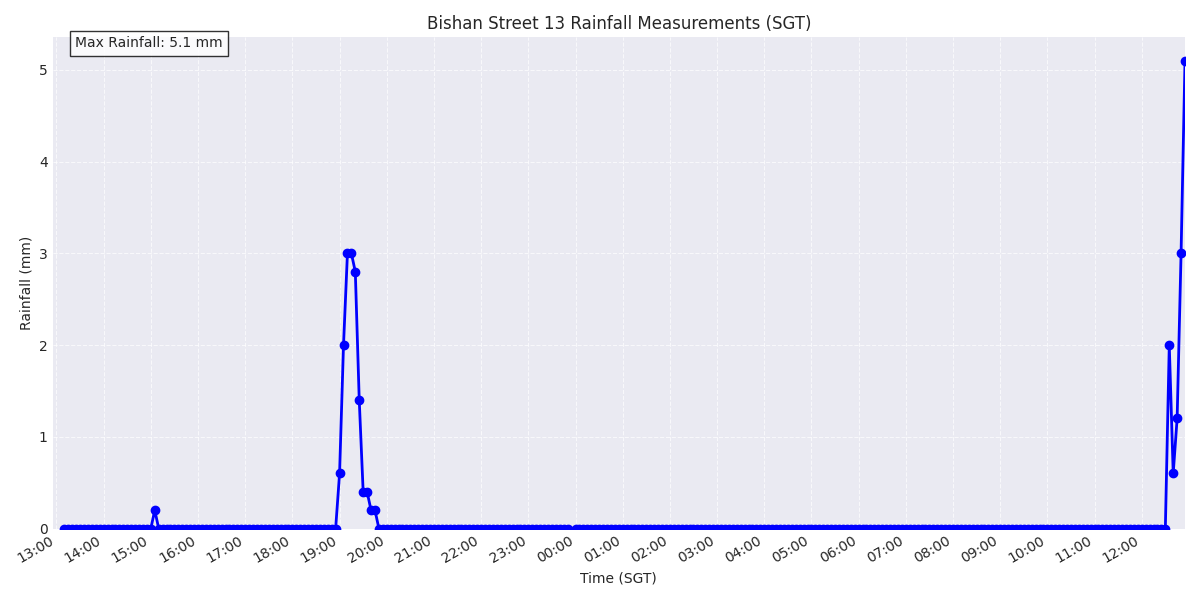 Bishan Street 13 Rainfall Measurements (SGT)
Max Rainfall: 5.1 mm
Rainfall (mm)
5
4
3
2
1
0
13:00 14:00 15:00 16:00 17:00 18:00 19:00 20:00 21:00 22:00 23:00 00:00 01:00 02:00 03:00 04:00 05:00 06:00 07:00 08:00 09:00 10:00 11:00 12:00
Time (SGT)